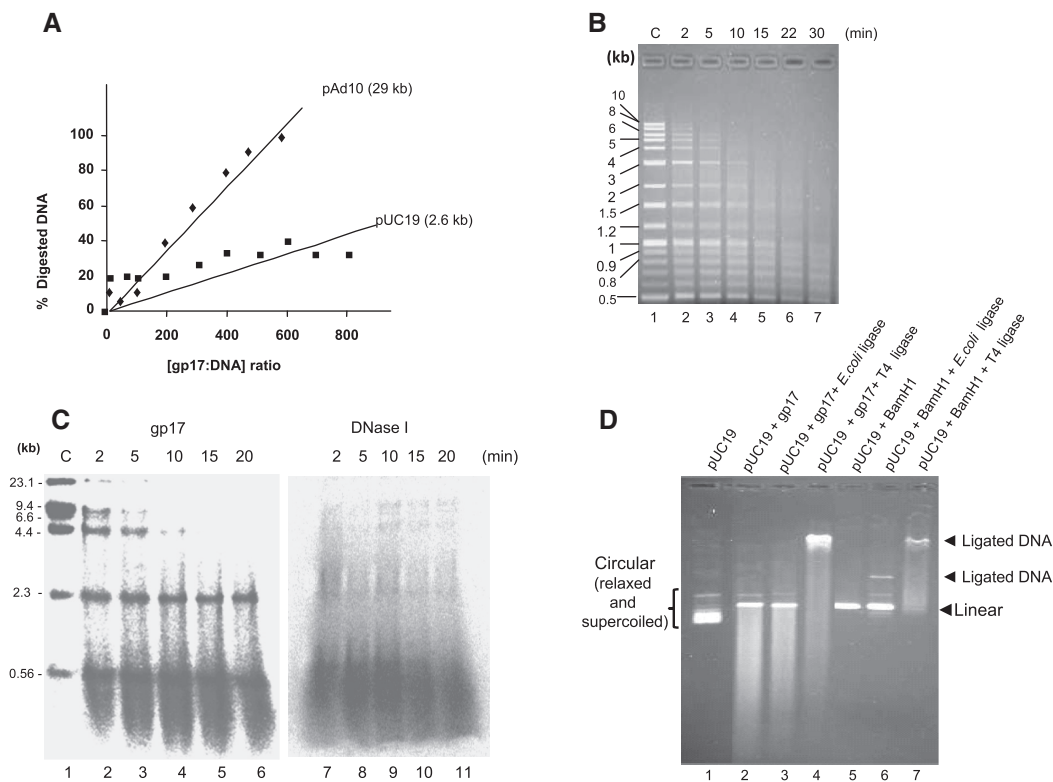 A
pAd10 (29 kb)
pUC19 (2.6 kb)
% Digested DNA
100
80
60
40
20
0
0 200 400 600 800
[gp17:DNA] ratio
B
C 2 5 10 15 22 30 (min)
(kb)
10
8
6
5
4
3
2
1.5
1.2
1
0.9
0.8
0.5
1 2 3 4 5 6 7
C
gp17 DNase I
(kb)
C 2 5 10 15 20 2 5 10 15 20 (min)
23.1 -
9.4 -
6.6 -
4.4 -
2.3 -
0.56 -
1 2 3 4 5 6 7 8 9 10 11
D
pUC19
pUC19 + gp17
pUC19 + gp17+ E.coli ligase
pUC19 + gp17+ T4 ligase
pUC19 + BamH1
pUC19 + BamH1 + E.coli ligase
pUC19 + BamH1 + T4 ligase
Circular
(relaxed
and
supercoiled)
Ligated DNA
Ligated DNA
Linear
1 2 3 4 5 6 7